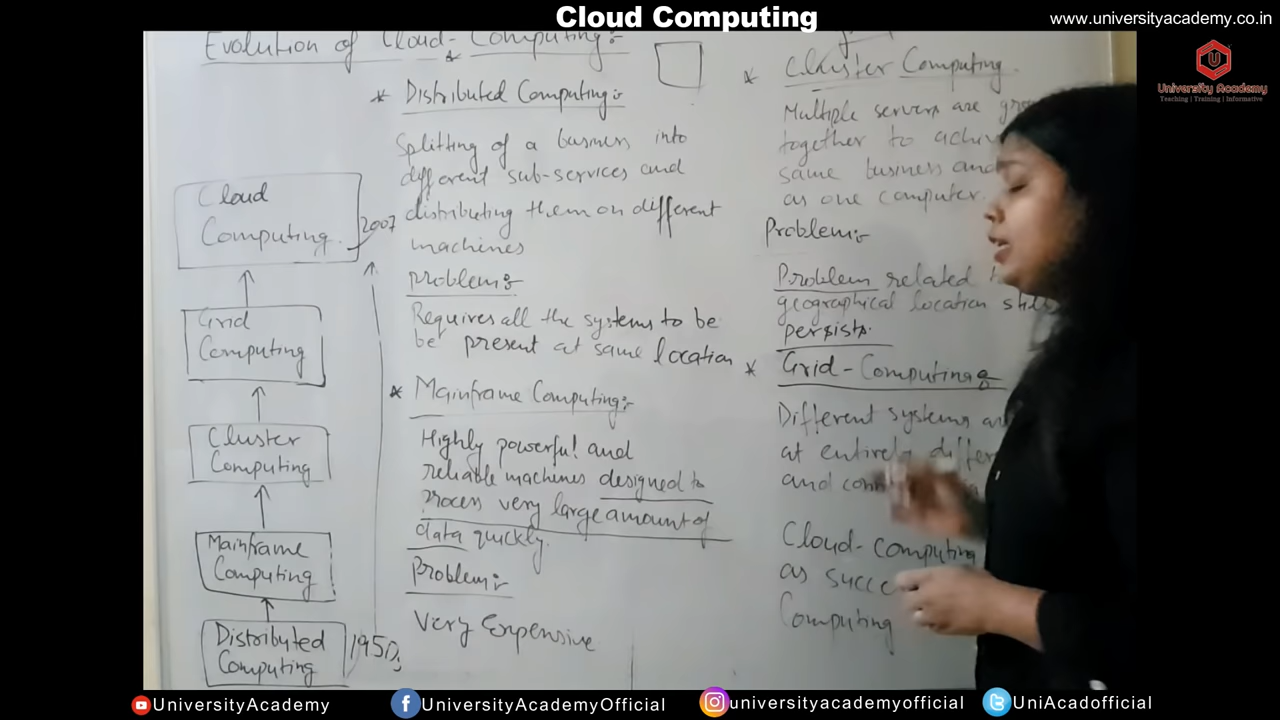 Cloud Computing
www.universityacademy.co.in
University Academy
Teaching | Training | Informative
Evolution of Cloud-Computing:-
Cloud
Computing.
2007
Grid
Computing
Cluster
Computing
Mainframe
Computing
Distributed
Computing
1950s
* Distributed Computing:-
Splitting of a business into
different sub-services and
distributing them on different
machines
Problem:-
Requires all the systems to be
be present at same location
* Mainframe Computing:-
Highly powerful and
reliable machines designed to
process very large amount of
data quickly.
Problem:-
Very Expensive
* Cluster Computing.
Multiple servers are
together to
same business and
as one computer.
Problem:-
Problem related
geographical location still
persists.
* Grid-Computing:-
Different systems
at entirely
and
Cloud-computing
as
Computing
UniversityAcademy
UniversityAcademyOfficial
universityacademyofficial
UniAcadofficial